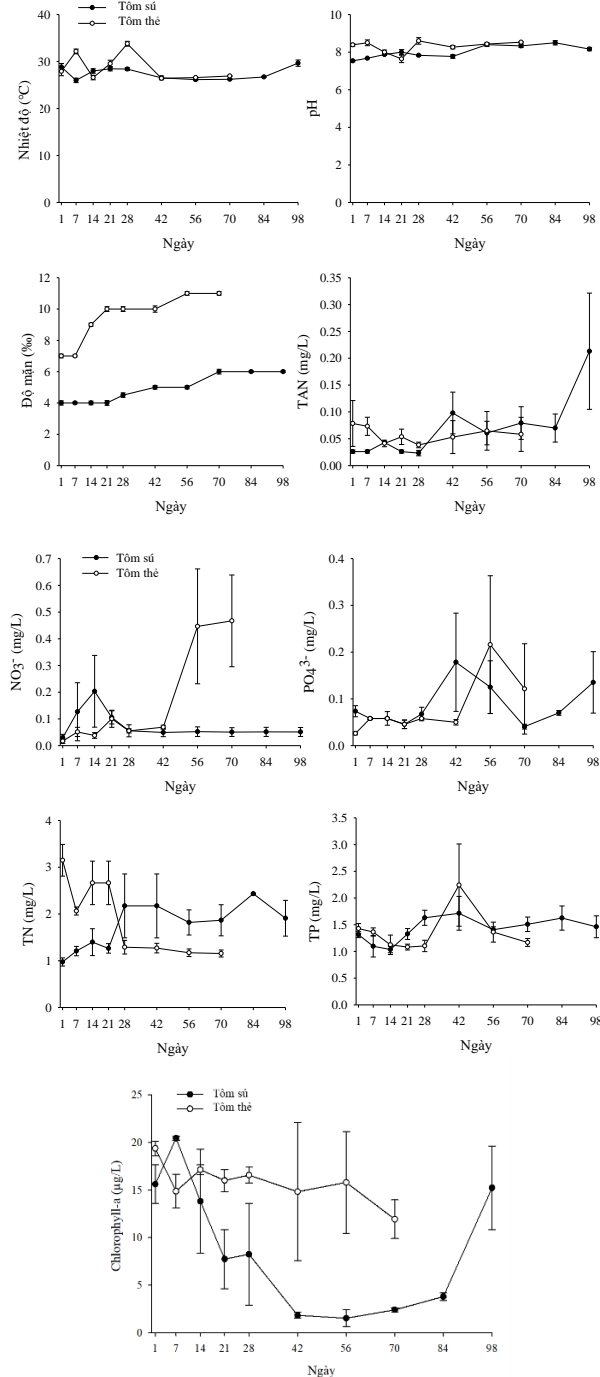 Tôm sú
Tôm thẻ
40
30
20
10
0
Nhiệt độ (°C)
1 7 14 21 28 42 56 70 84 98
Ngày
10
8
6
4
2
0
pH
1 7 14 21 28 42 56 70 84 98
Ngày
12
10
8
6
4
2
0
Độ mặn (‰)
1 7 14 21 28 42 56 70 84 98
Ngày
0.35
0.30
0.25
0.20
0.15
0.10
0.05
0.00
TAN (mg/L)
1 7 14 21 28 42 56 70 84 98
Ngày
Tôm sú
Tôm thẻ
0.7
0.6
0.5
0.4
0.3
0.2
0.1
0.0
NO3- (mg/L)
1 7 14 21 28 42 56 70 84 98
Ngày
0.4
0.3
0.2
0.1
0.0
PO4 3- (mg/L)
1 7 14 21 28 42 56 70 84 98
Ngày
4
3
2
1
0
TN (mg/L)
1 7 14 21 28 42 56 70 84 98
Ngày
3.5
3.0
2.5
2.0
1.5
1.0
0.5
0.0
TP (mg/L)
1 7 14 21 28 42 56 70 84 98
Ngày
Tôm sú
Tôm thẻ
25
20
15
10
5
0
Chlorophyll-a (µg/L)
1 7 14 21 28 42 56 70 84 98
Ngày